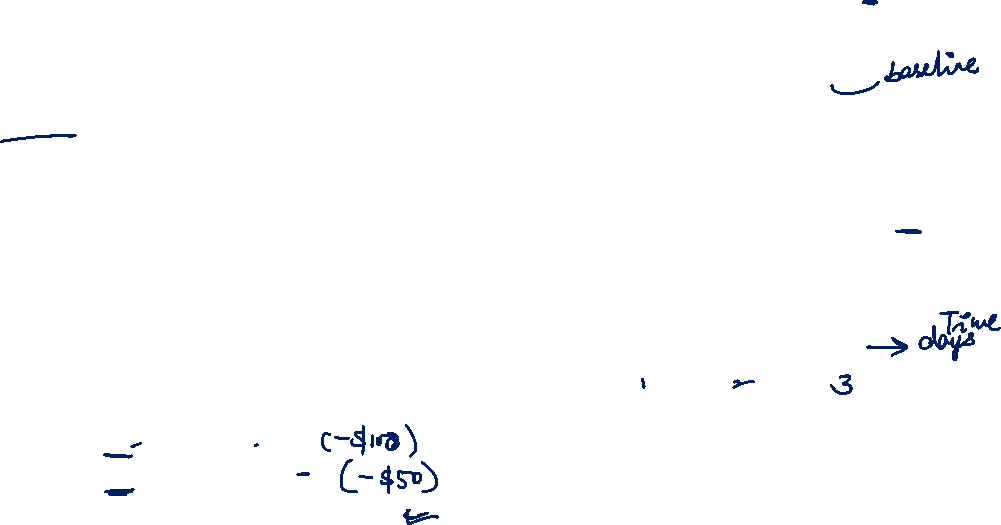 baseline
Time
→ days
1 2 3
(-$100)
- (-$50)